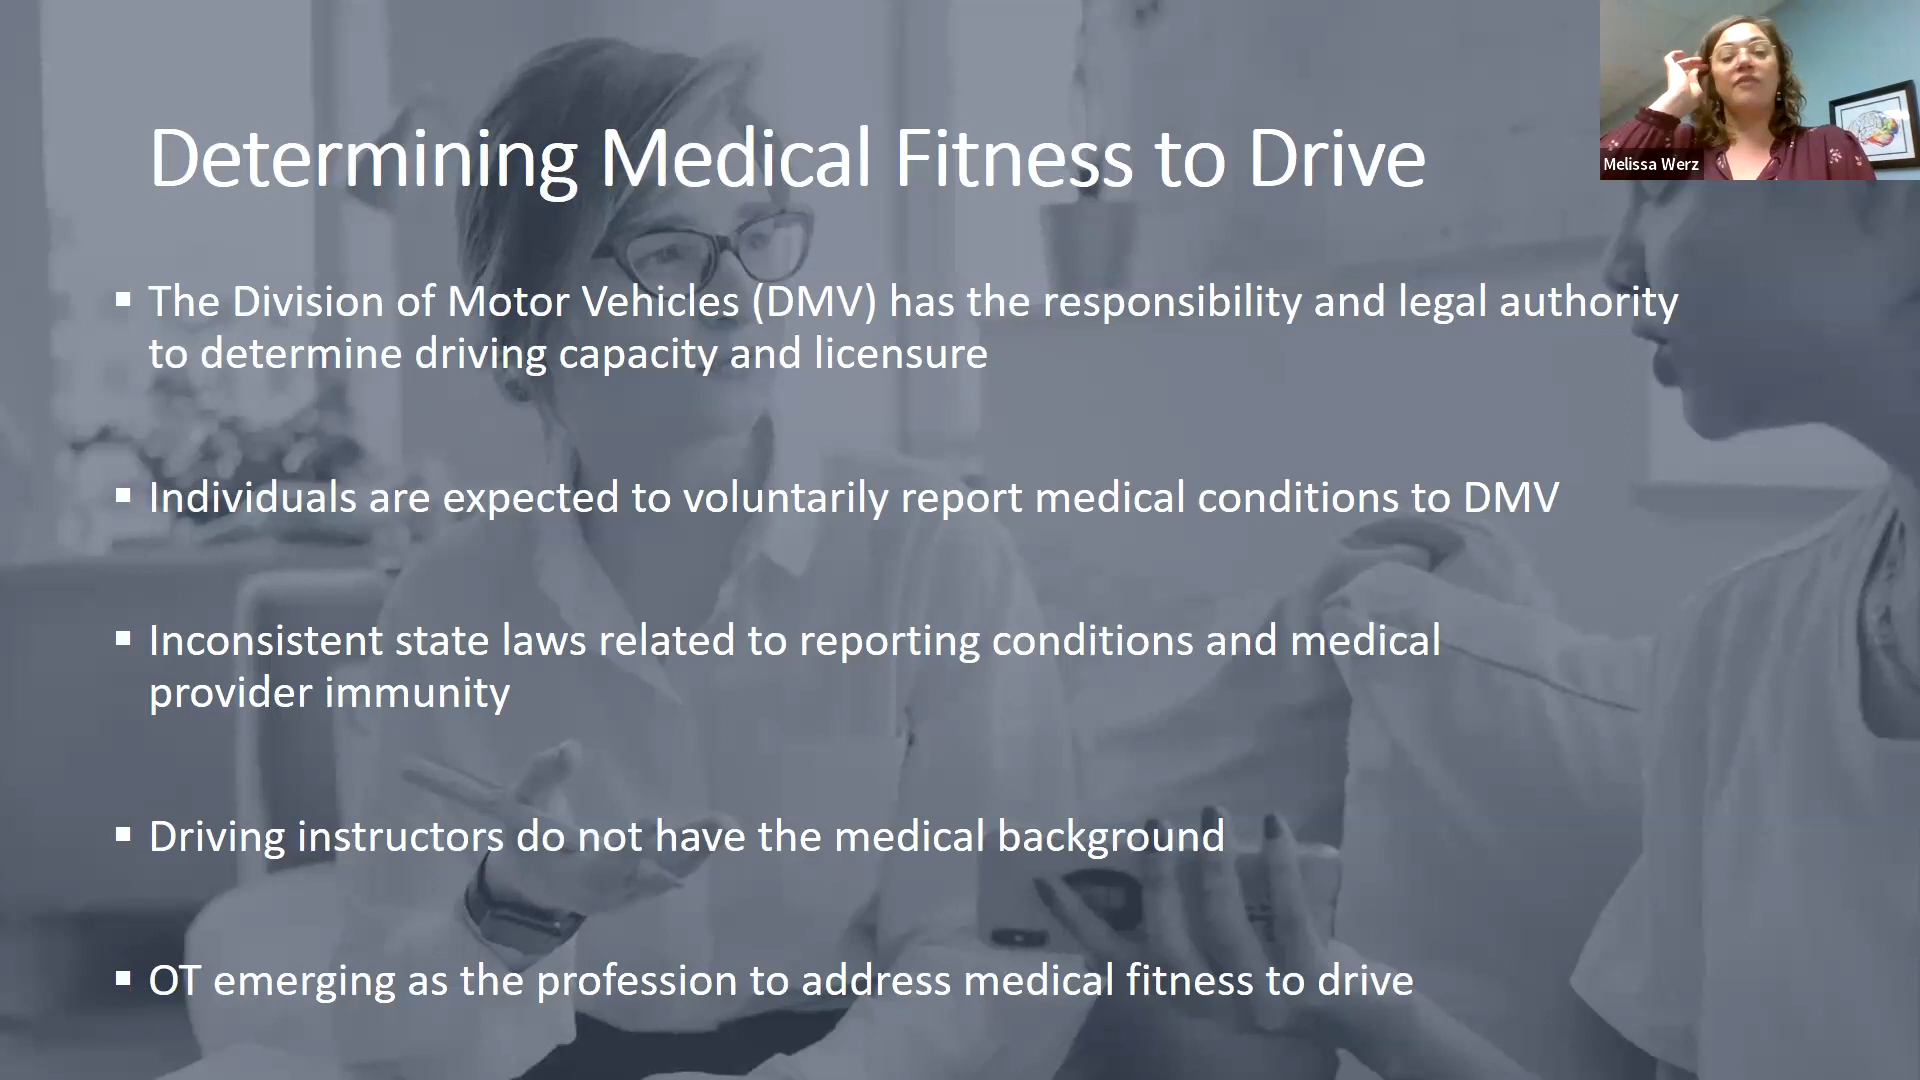 Determining Medical Fitness to Drive
Melissa Werz
▪ The Division of Motor Vehicles (DMV) has the responsibility and legal authority
to determine driving capacity and licensure
▪ Individuals are expected to voluntarily report medical conditions to DMV
▪ Inconsistent state laws related to reporting conditions and medical
provider immunity
▪ Driving instructors do not have the medical background
▪ OT emerging as the profession to address medical fitness to drive